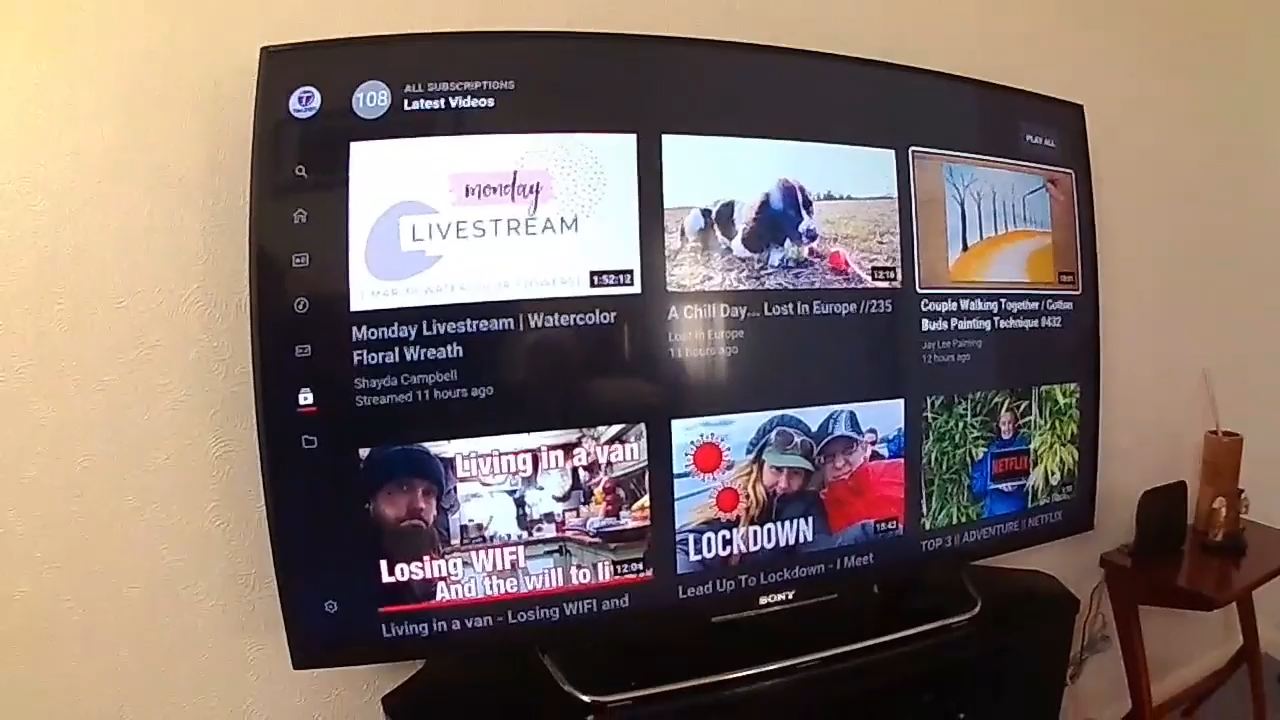 108
ALL SUBSCRIPTIONS
Latest Videos
PLAY ALL
monday
LIVESTREAM
1:52:12
12:16
Monday Livestream | Watercolor
Floral Wreath
Shayda Campbell
Streamed 11 hours ago
A Chill Day... Lost In Europe //235
Lost In Europe
11 hours ago
Couple Walking Together / Cotton
Buds Painting Technique #432
Jay Lee Painting
12 hours ago
Living in a van
Losing WIFI
And the will to li
12:04
Living in a van - Losing WIFI and
LOCKDOWN
15:43
Lead Up To Lockdown - I Meet
NETFLIX
TOP 3 || ADVENTURE || NETFLIX
SONY